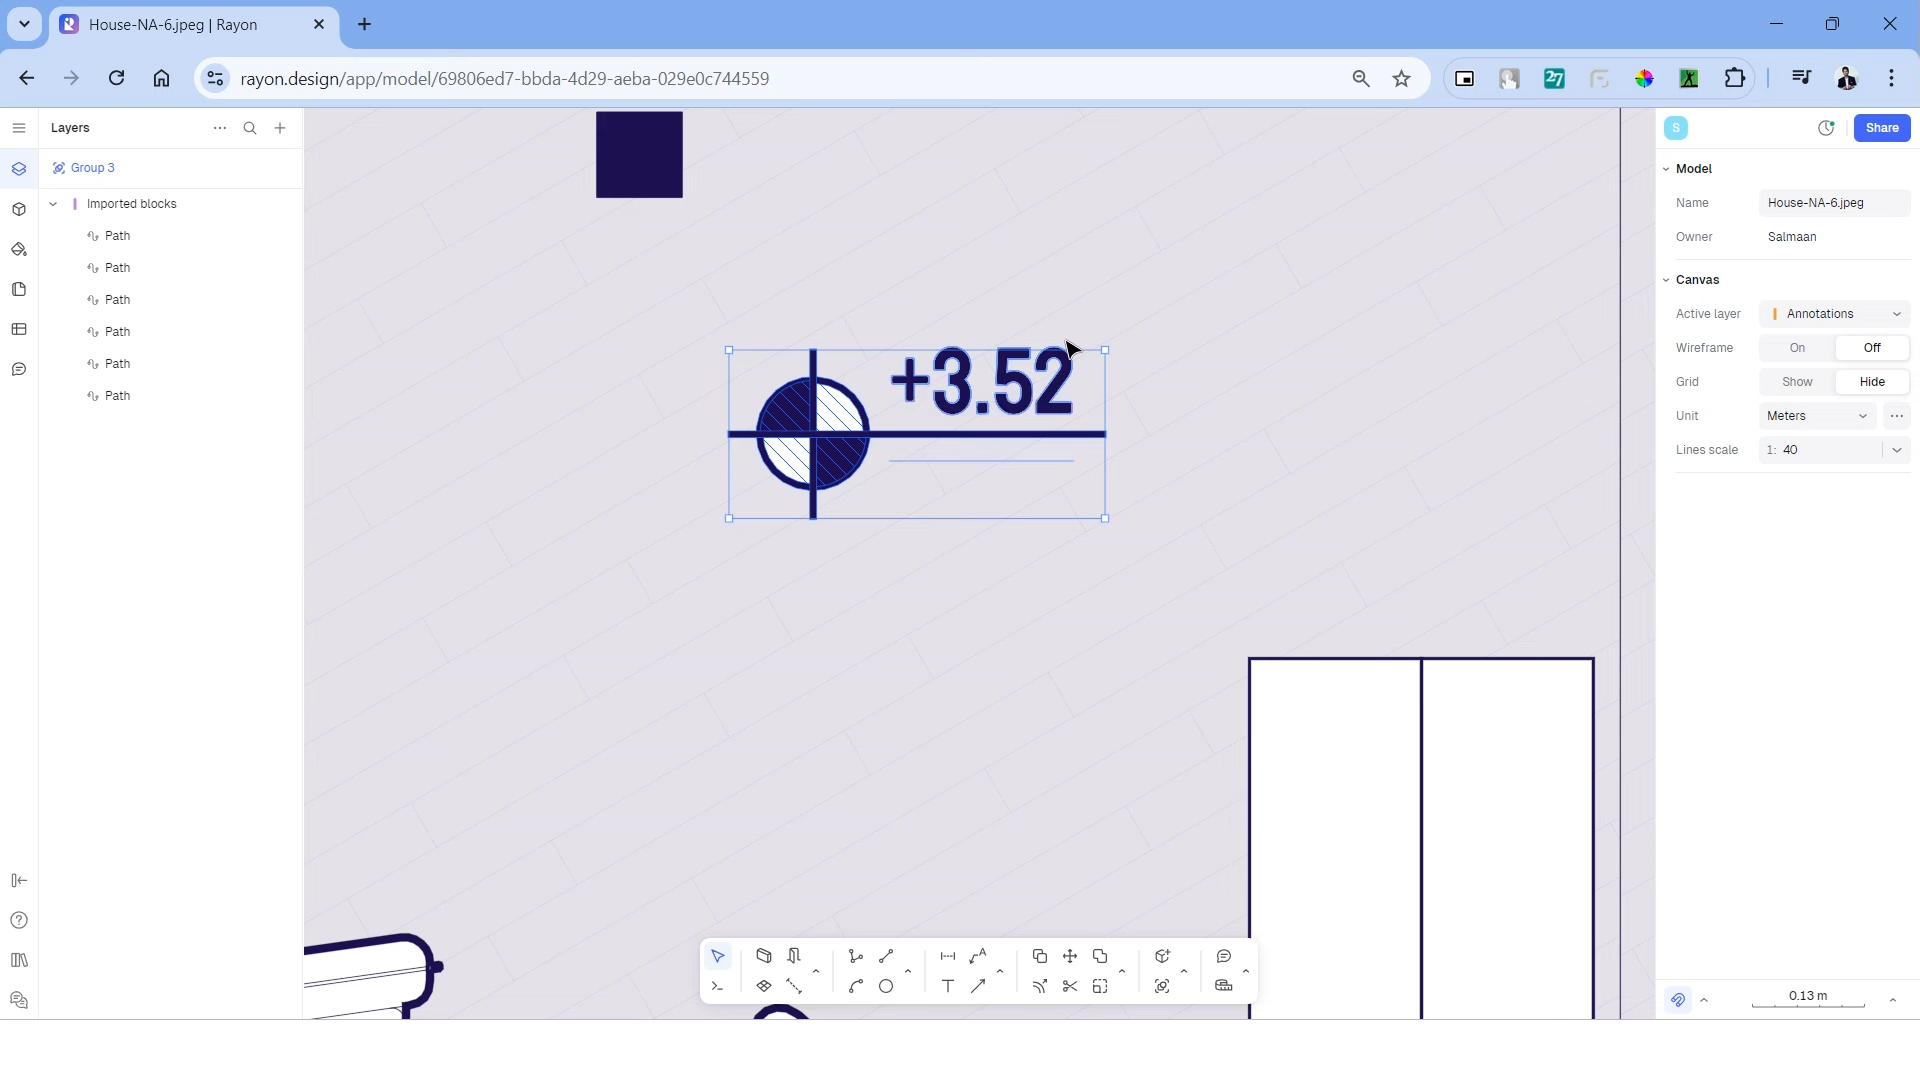 House-NA-6.jpeg | Rayon
rayon.design/app/model/69806ed7-bbda-4d29-aeba-029e0c744559
27
Layers
Group 3
Imported blocks
Path
Path
Path
Path
Path
Path
+3.52
S
Share
Model
Name House-NA-6.jpeg
Owner Salmaan
Canvas
Active layer Annotations
Wireframe On Off
Grid Show Hide
Unit Meters
Lines scale 1: 40
0.13 m